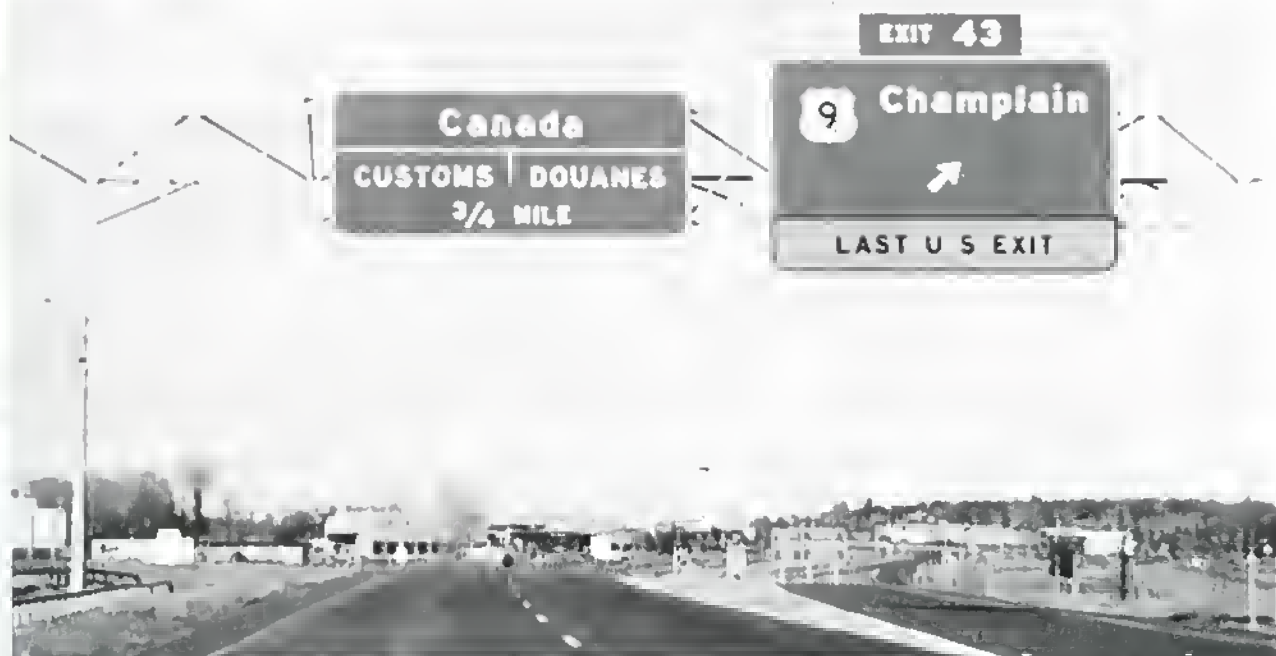 Canada
CUSTOMS DOUANES
3/4 MILE
EXIT 43
9 Champlain
LAST U S EXIT